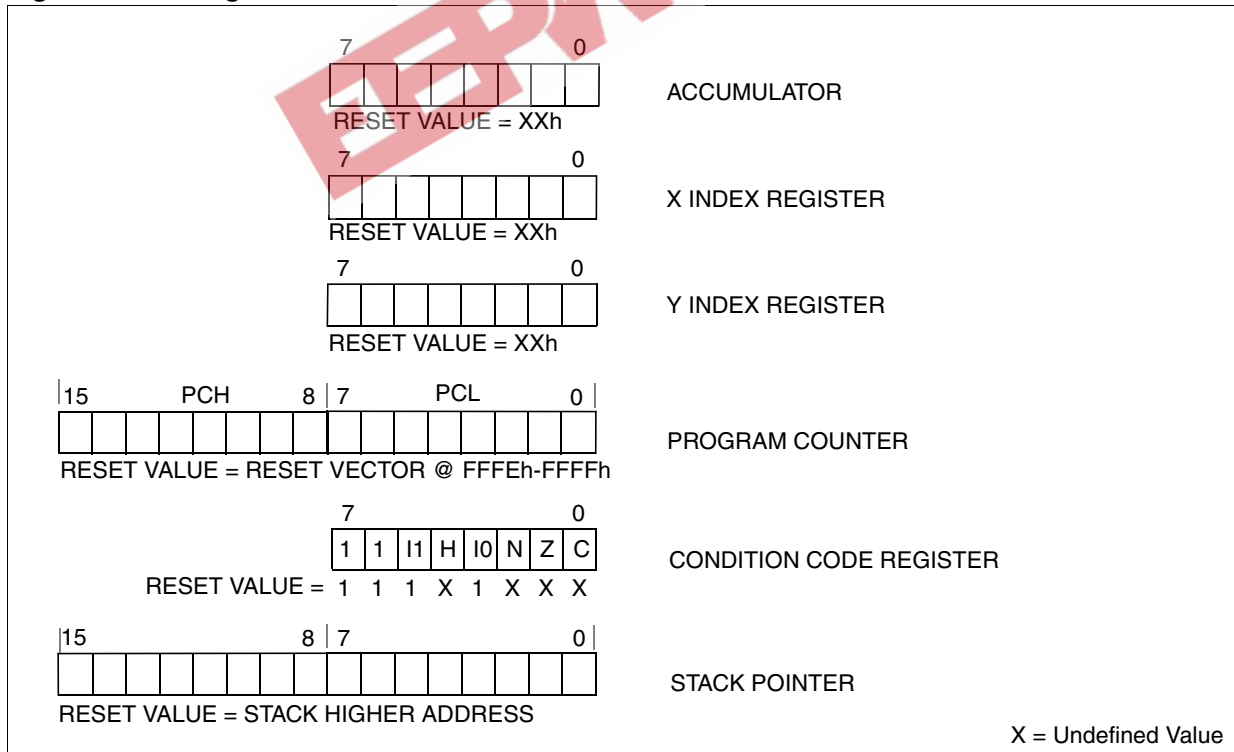 7 0
ACCUMULATOR
RESET VALUE = XXh
7 0
X INDEX REGISTER
RESET VALUE = XXh
7 0
Y INDEX REGISTER
RESET VALUE = XXh
15 PCH 8 7 PCL 0
PROGRAM COUNTER
RESET VALUE = RESET VECTOR @ FFFEh-FFFFh
7 0
1 1 I1 H I0 N Z C
CONDITION CODE REGISTER
RESET VALUE = 1 1 1 X 1 X X X
15 8 7 0
STACK POINTER
RESET VALUE = STACK HIGHER ADDRESS
X = Undefined Value